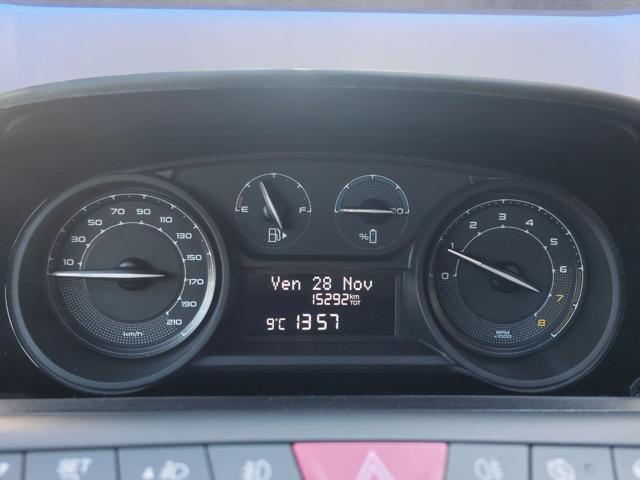 E F
%
20
10 30 50 70 90 110 130 150 170 190 210
km/h
0 1 2 3 4 5 6 7 8
RPM
x1000
Ven 28 Nov
15292 km
TOT
9°C 13 57
SET